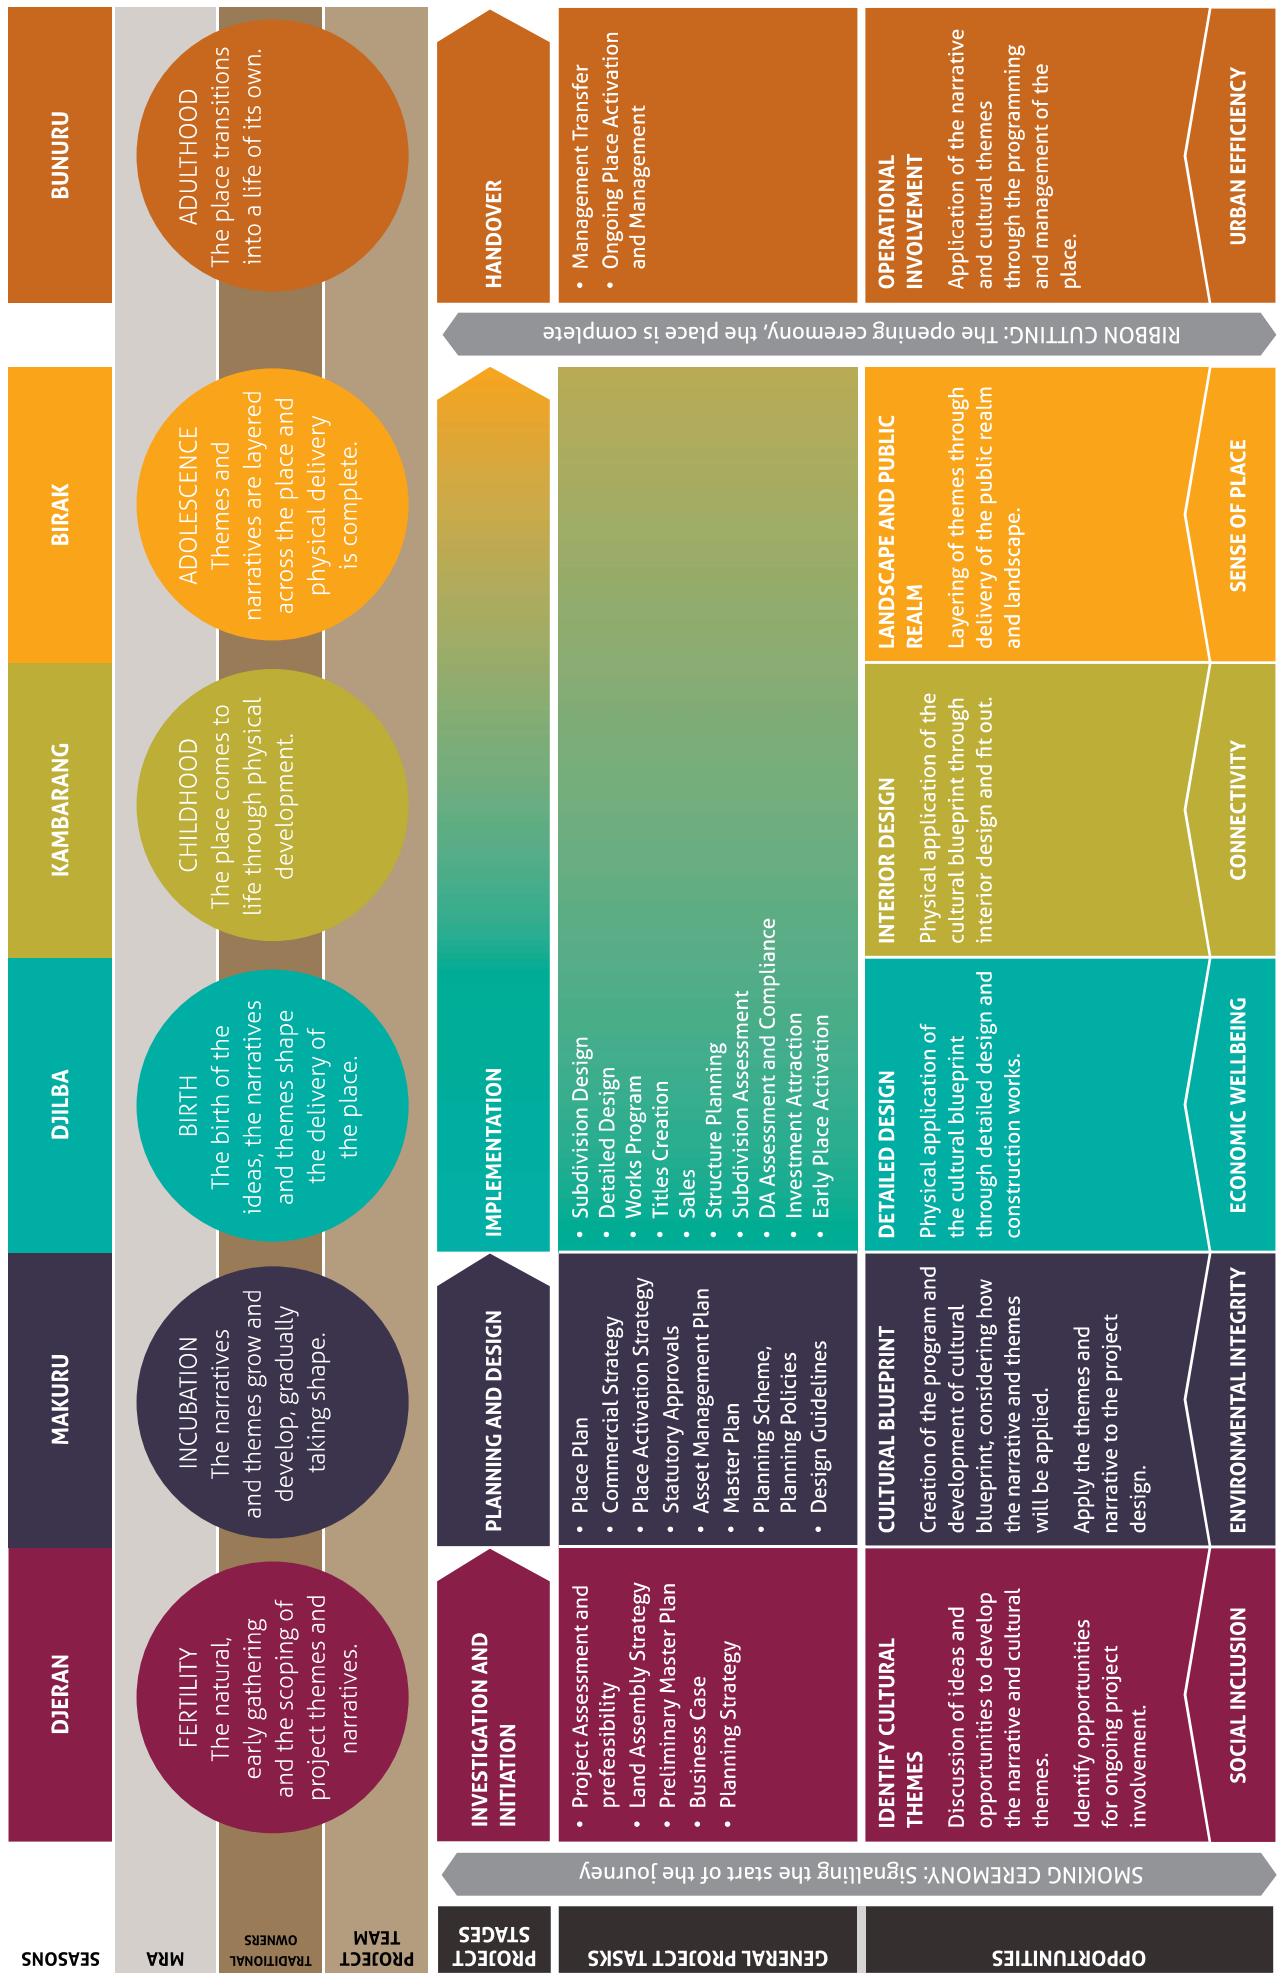 SEASONS
DJERAN
MAKURU
DJILBA
KAMBARANG
BIRAK
BUNURU
MRA
TRADITIONAL
OWNERS
PROJECT
TEAM
FERTILITY
The natural,
early gathering
and the scoping of
project themes and
narratives.
INCUBATION
The narratives
and themes grow and
develop, gradually
taking shape.
BIRTH
The birth of the
ideas, the narratives
and themes shape
the delivery of
the place.
CHILDHOOD
The place comes to
life through physical
development.
ADOLESCENCE
Themes and
narratives are layered
across the place and
physical delivery
is complete.
ADULTHOOD
The place transitions
into a life of its own.
PROJECT
STAGES
SMOKING CEREMONY: Signalling the start of the journey
INVESTIGATION AND
INITIATION
PLANNING AND DESIGN
IMPLEMENTATION
RIBBON CUTTING: The opening ceremony, the place is complete
HANDOVER
GENERAL PROJECT TASKS
• Project Assessment and
prefeasibility
• Land Assembly Strategy
• Preliminary Master Plan
• Business Case
• Planning Strategy
• Place Plan
• Commercial Strategy
• Place Activation Strategy
• Statutory Approvals
• Asset Management Plan
• Master Plan
• Planning Scheme,
Planning Policies
• Design Guidelines
• Subdivision Design
• Detailed Design
• Works Program
• Titles Creation
• Sales
• Structure Planning
• Subdivision Assessment
• DA Assessment and Compliance
• Investment Attraction
• Early Place Activation
• Management Transfer
• Ongoing Place Activation
and Management
OPPORTUNITIES
IDENTIFY CULTURAL
THEMES
Discussion of ideas and
opportunities to develop
the narrative and cultural
themes.
Identify opportunities
for ongoing project
involvement.
CULTURAL BLUEPRINT
Creation of the program and
development of cultural
blueprint, considering how
the narrative and themes
will be applied.
Apply the themes and
narrative to the project
design.
DETAILED DESIGN
Physical application of
the cultural blueprint
through detailed design and
construction works.
INTERIOR DESIGN
Physical application of the
cultural blueprint through
interior design and fit out.
LANDSCAPE AND PUBLIC
REALM
Layering of themes through
delivery of the public realm
and landscape.
OPERATIONAL
INVOLVEMENT
Application of the narrative
and cultural themes
through the programming
and management of the
place.
SOCIAL INCLUSION
ENVIRONMENTAL INTEGRITY
ECONOMIC WELLBEING
CONNECTIVITY
SENSE OF PLACE
URBAN EFFICIENCY